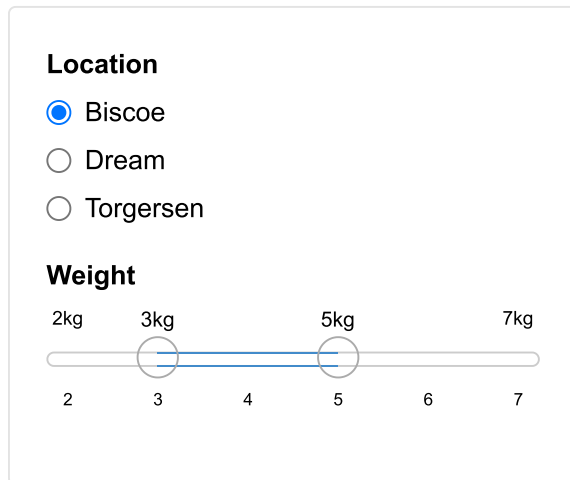 Location
Biscoe
Dream
Torgersen
Weight
2kg 3kg 5kg 7kg
2 3 4 5 6 7